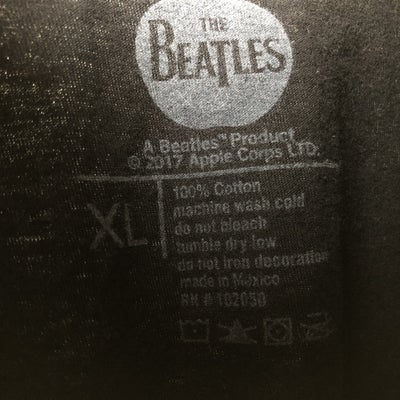 THE
BEATLES
A Beatles™ Product
© 2017 Apple Corps LTD.
XL
100% Cotton
machine wash cold
do not bleach
tumble dry low
do not iron decoration
made in Mexico
RN # 102050